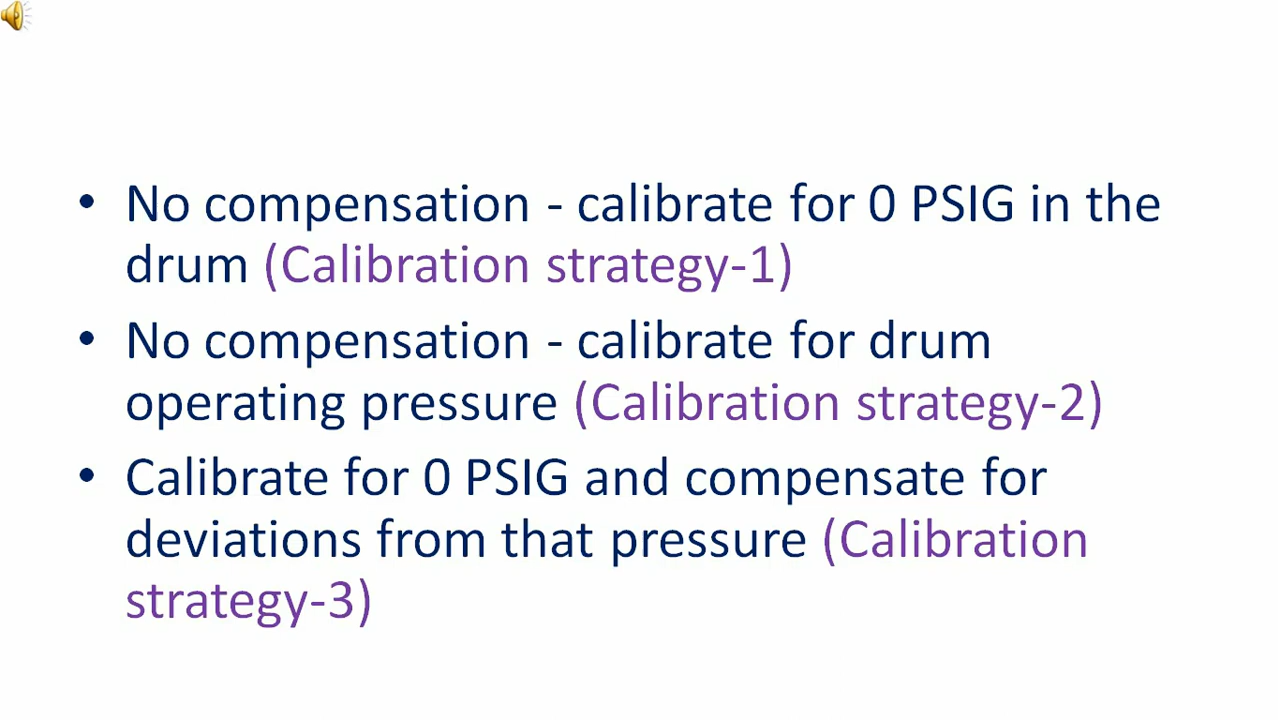 • No compensation - calibrate for 0 PSIG in the
drum (Calibration strategy-1)
• No compensation - calibrate for drum
operating pressure (Calibration strategy-2)
• Calibrate for 0 PSIG and compensate for
deviations from that pressure (Calibration
strategy-3)